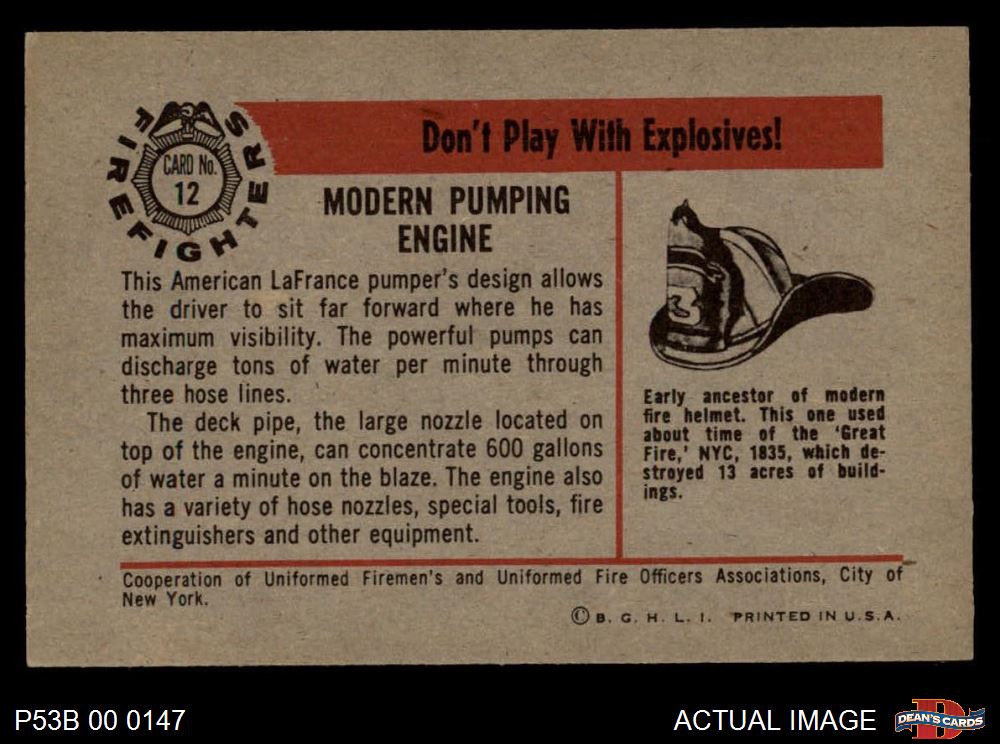 FIREFIGHTERS
CARD No.
12
Don't Play With Explosives!
MODERN PUMPING
ENGINE
This American LaFrance pumper's design allows
the driver to sit far forward where he has
maximum visibility. The powerful pumps can
discharge tons of water per minute through
three hose lines.
The deck pipe, the large nozzle located on
top of the engine, can concentrate 600 gallons
of water a minute on the blaze. The engine also
has a variety of hose nozzles, special tools, fire
extinguishers and other equipment.
3
Early ancestor of modern
fire helmet. This one used
about time of the 'Great
Fire,' NYC, 1835, which de-
stroyed 13 acres of build-
ings.
Cooperation of Uniformed Firemen's and Uniformed Fire Officers Associations, City of
New York.
© B. G. H. L. I. PRINTED IN U.S.A.
P53B 00 0147
ACTUAL IMAGE
D
DEAN'S CARDS